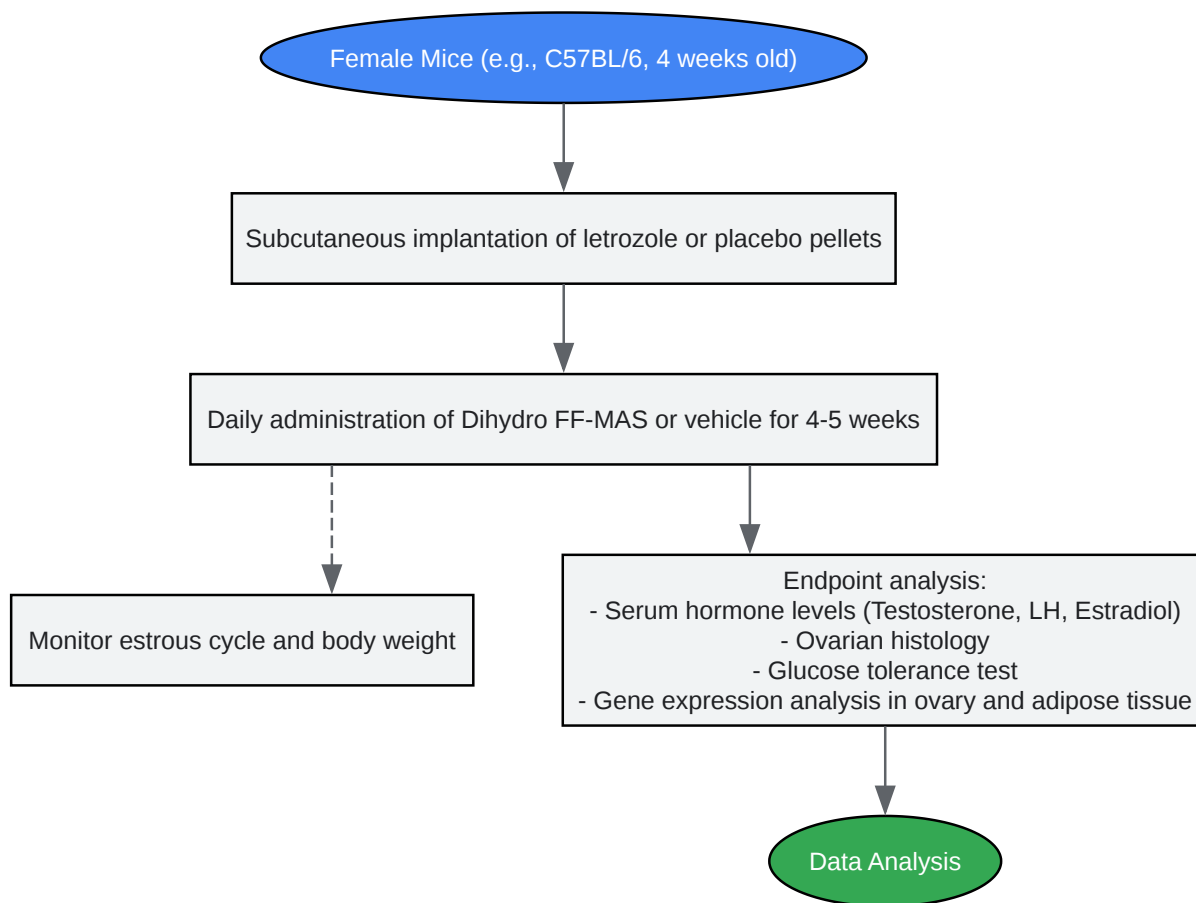 Female Mice (e.g., C57BL/6, 4 weeks old)
Subcutaneous implantation of letrozole or placebo pellets
Daily administration of Dihydro FF-MAS or vehicle for 4-5 weeks
Monitor estrous cycle and body weight
Endpoint analysis:
- Serum hormone levels (Testosterone, LH, Estradiol)
- Ovarian histology
- Glucose tolerance test
- Gene expression analysis in ovary and adipose tissue
Data Analysis